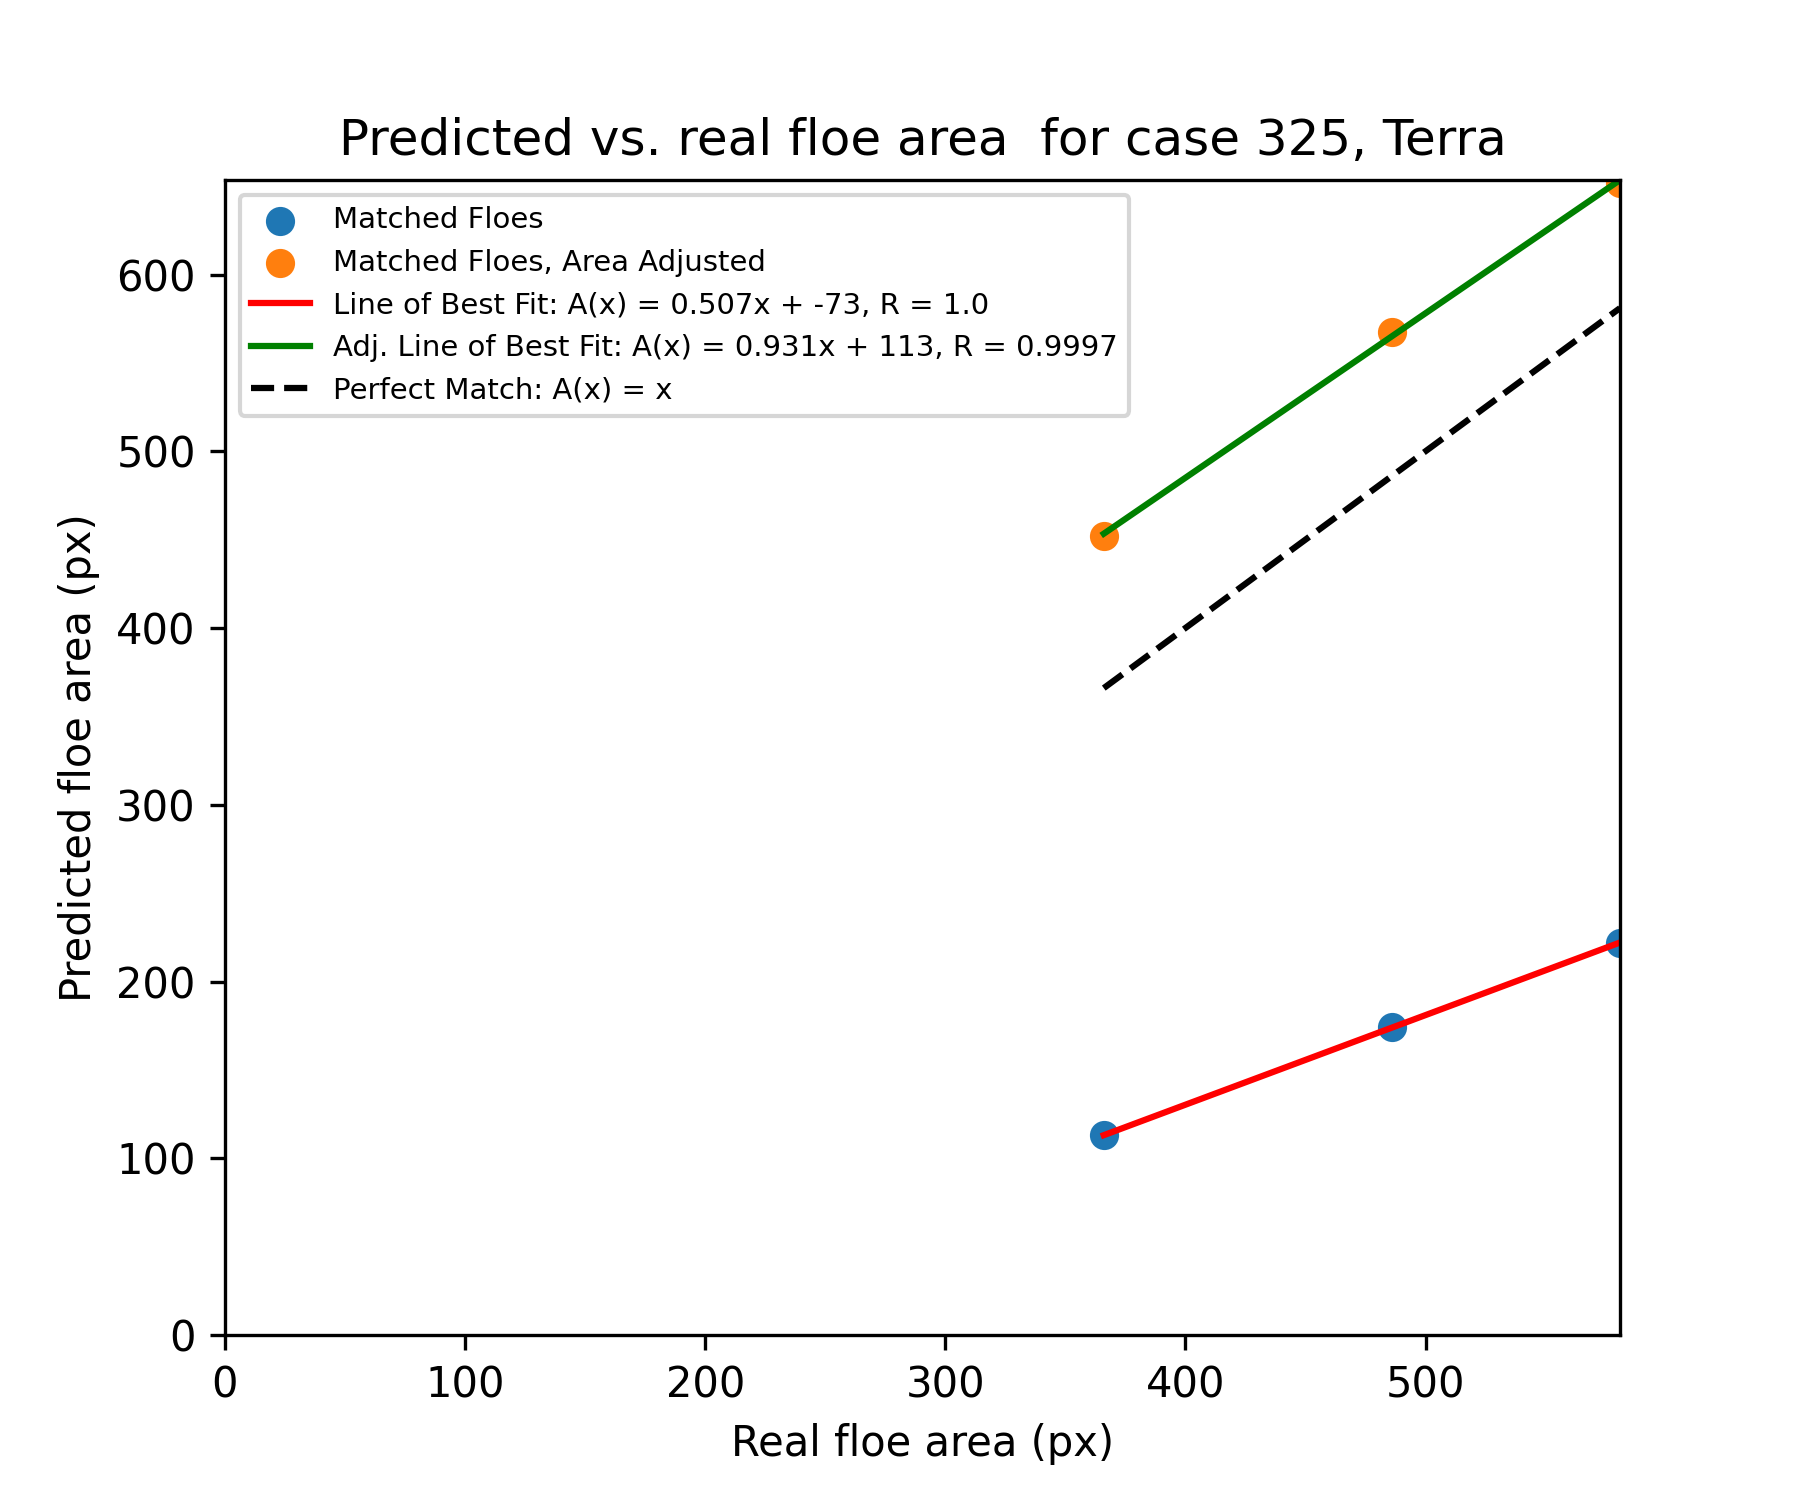 Predicted vs. real floe area  for case 325, Terra
Matched Floes
Matched Floes, Area Adjusted
Line of Best Fit: A(x) = 0.507x + -73, R = 1.0
Adj. Line of Best Fit: A(x) = 0.931x + 113, R = 0.9997
Perfect Match: A(x) = x
600
500
400
300
200
100
0
Predicted floe area (px)
0 100 200 300 400 500
Real floe area (px)